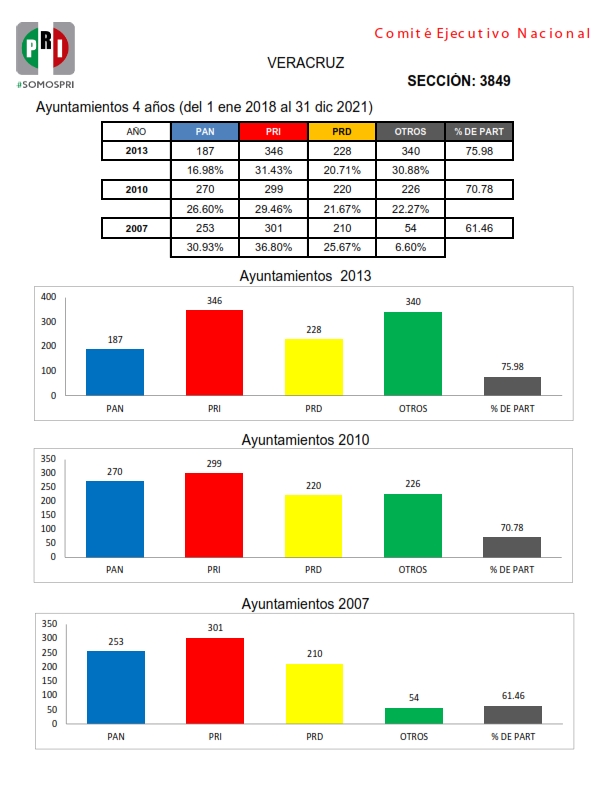 Comité Ejecutivo Nacional
PRI
#SOMOSPRI
VERACRUZ
SECCIÓN: 3849
Ayuntamientos 4 años (del 1 ene 2018 al 31 dic 2021)
AÑO PAN PRI PRD OTROS % DE PART
2013 187 346 228 340 75.98
16.98% 31.43% 20.71% 30.88%
2010 270 299 220 226 70.78
26.60% 29.46% 21.67% 22.27%
2007 253 301 210 54 61.46
30.93% 36.80% 25.67% 6.60%
Ayuntamientos 2013
400
300
200
100
0
187 346 228 340 75.98
PAN PRI PRD OTROS % DE PART
Ayuntamientos 2010
350
300
250
200
150
100
50
0
270 299 220 226 70.78
PAN PRI PRD OTROS % DE PART
Ayuntamientos 2007
350
300
250
200
150
100
50
0
253 301 210 54 61.46
PAN PRI PRD OTROS % DE PART